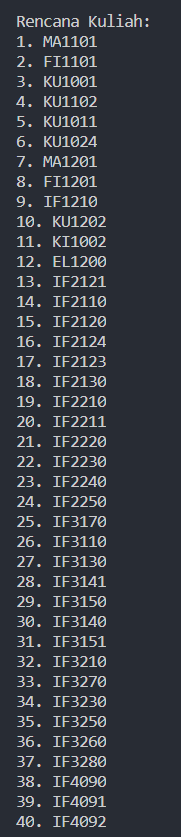 Rencana Kuliah:
1. MA1101
2. FI1101
3. KU1001
4. KU1102
5. KU1011
6. KU1024
7. MA1201
8. FI1201
9. IF1210
10. KU1202
11. KI1002
12. EL1200
13. IF2121
14. IF2110
15. IF2120
16. IF2124
17. IF2123
18. IF2130
19. IF2210
20. IF2211
21. IF2220
22. IF2230
23. IF2240
24. IF2250
25. IF3170
26. IF3110
27. IF3130
28. IF3141
29. IF3150
30. IF3140
31. IF3151
32. IF3210
33. IF3270
34. IF3230
35. IF3250
36. IF3260
37. IF3280
38. IF4090
39. IF4091
40. IF4092